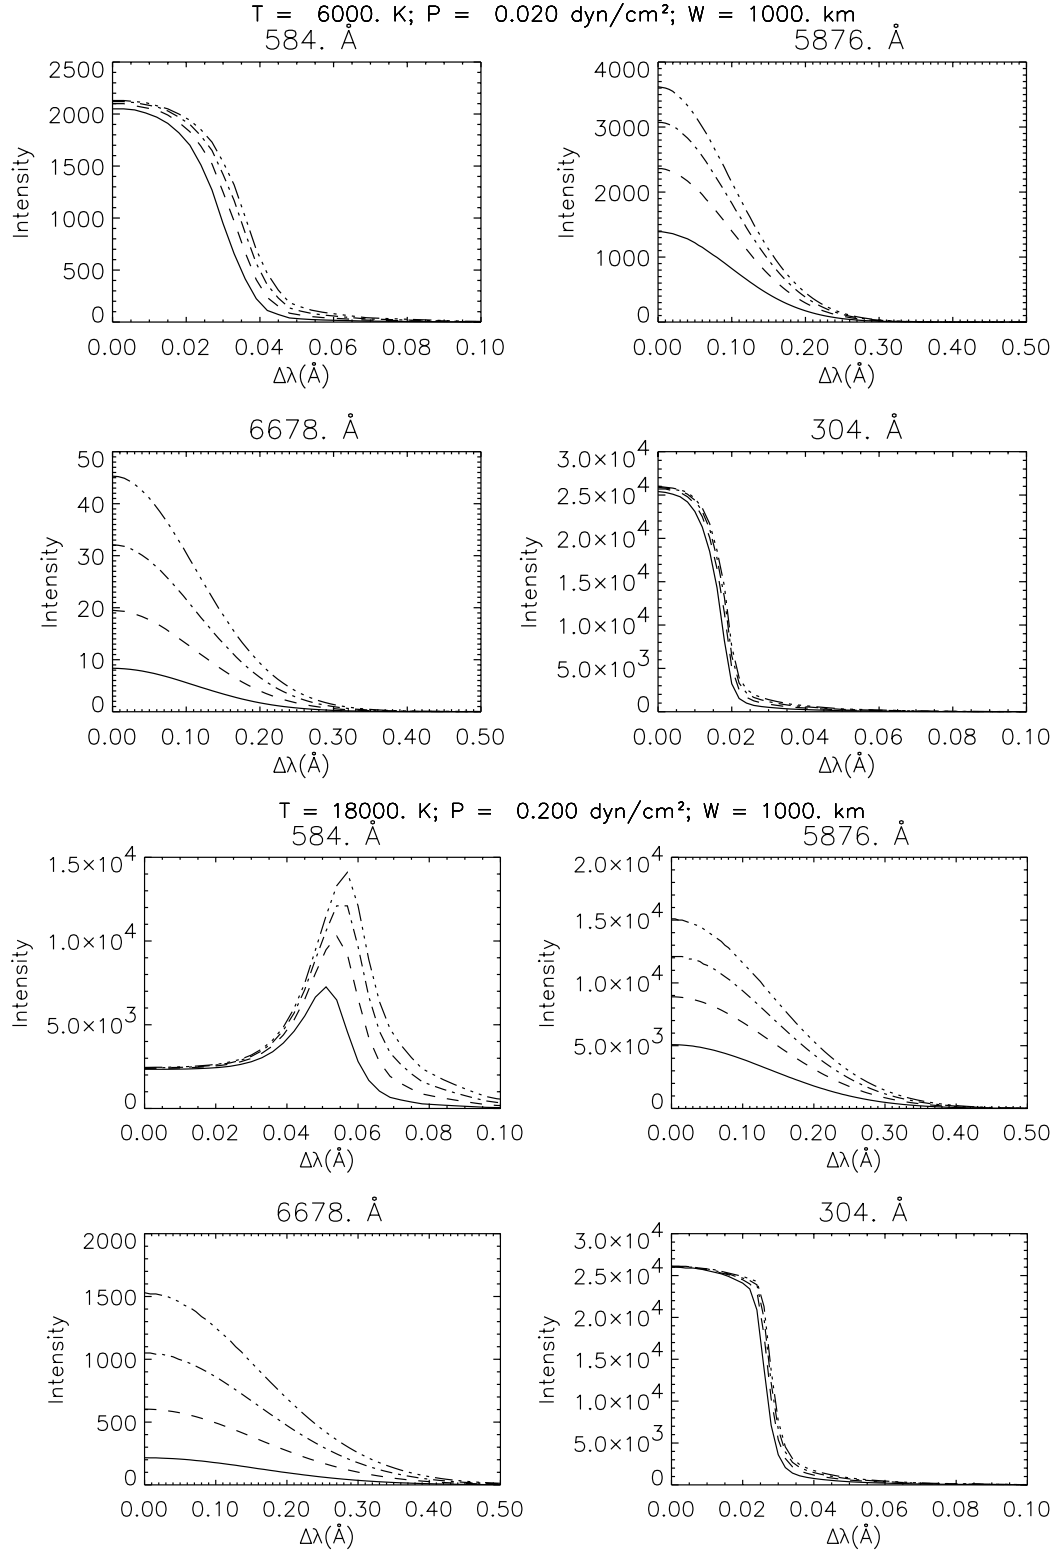 T = 6000. K; P = 0.020 dyn/cm²; W = 1000. km
584. Å
5876. Å
2500
2000
1500
1000
500
0
Intensity
0.00 0.02 0.04 0.06 0.08 0.10
Δλ(Å)
4000
3000
2000
1000
0
Intensity
0.00 0.10 0.20 0.30 0.40 0.50
Δλ(Å)
6678. Å
304. Å
50
40
30
20
10
0
Intensity
0.00 0.10 0.20 0.30 0.40 0.50
Δλ(Å)
3.0×10⁴
2.5×10⁴
2.0×10⁴
1.5×10⁴
1.0×10⁴
5.0×10³
0
Intensity
0.00 0.02 0.04 0.06 0.08 0.10
Δλ(Å)
T = 18000. K; P = 0.200 dyn/cm²; W = 1000. km
584. Å
5876. Å
1.5×10⁴
1.0×10⁴
5.0×10³
0
Intensity
0.00 0.02 0.04 0.06 0.08 0.10
Δλ(Å)
2.0×10⁴
1.5×10⁴
1.0×10⁴
5.0×10³
0
Intensity
0.00 0.10 0.20 0.30 0.40 0.50
Δλ(Å)
6678. Å
304. Å
2000
1500
1000
500
0
Intensity
0.00 0.10 0.20 0.30 0.40 0.50
Δλ(Å)
3.0×10⁴
2.5×10⁴
2.0×10⁴
1.5×10⁴
1.0×10⁴
5.0×10³
0
Intensity
0.00 0.02 0.04 0.06 0.08 0.10
Δλ(Å)